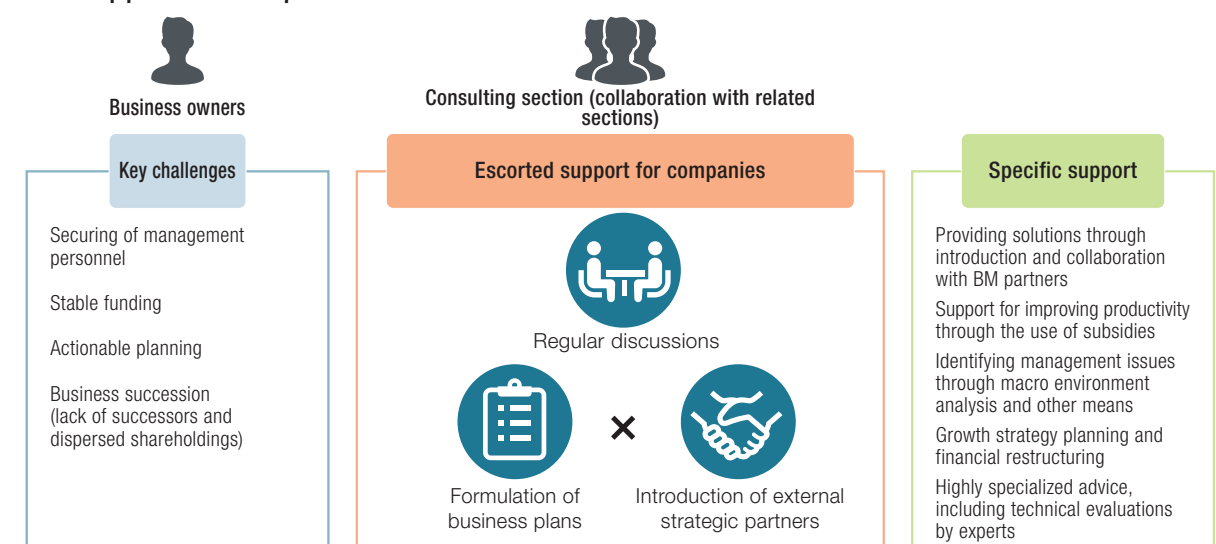 Business owners
Consulting section (collaboration with related
sections)
Key challenges
Securing of management
personnel
Stable funding
Actionable planning
Business succession
(lack of successors and
dispersed shareholdings)
Escorted support for companies
Regular discussions
Formulation of
business plans
×
Introduction of external
strategic partners
Specific support
Providing solutions through
introduction and collaboration
with BM partners
Support for improving productivity
through the use of subsidies
Identifying management issues
through macro environment
analysis and other means
Growth strategy planning and
financial restructuring
Highly specialized advice,
including technical evaluations
by experts